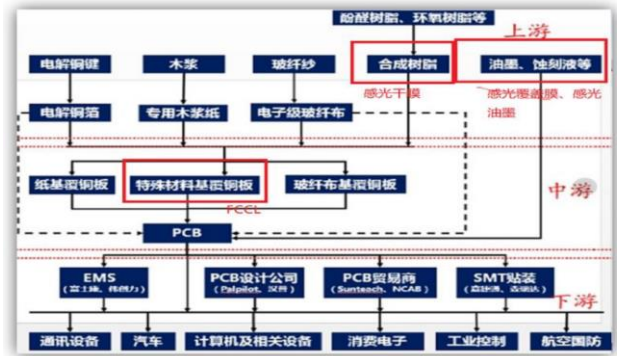 酚醛树脂、环氧树脂等
上游
电解铜键
木浆
玻纤纱
合成树脂
油墨、蚀刻液等
感光干膜
感光覆盖膜、感光油墨
电解铜箔
专用木浆纸
电子级玻纤布
纸基覆铜板
特殊材料基覆铜板
玻纤布基覆铜板
中游
FCCL
PCB
EMS
PCB设计公司
PCB贸易商
SMT贴装
(Palpilot、汉普)
(Sunteach、NCAB)
下游
通讯设备
汽车
计算机及相关设备
消费电子
工业控制
航空国防